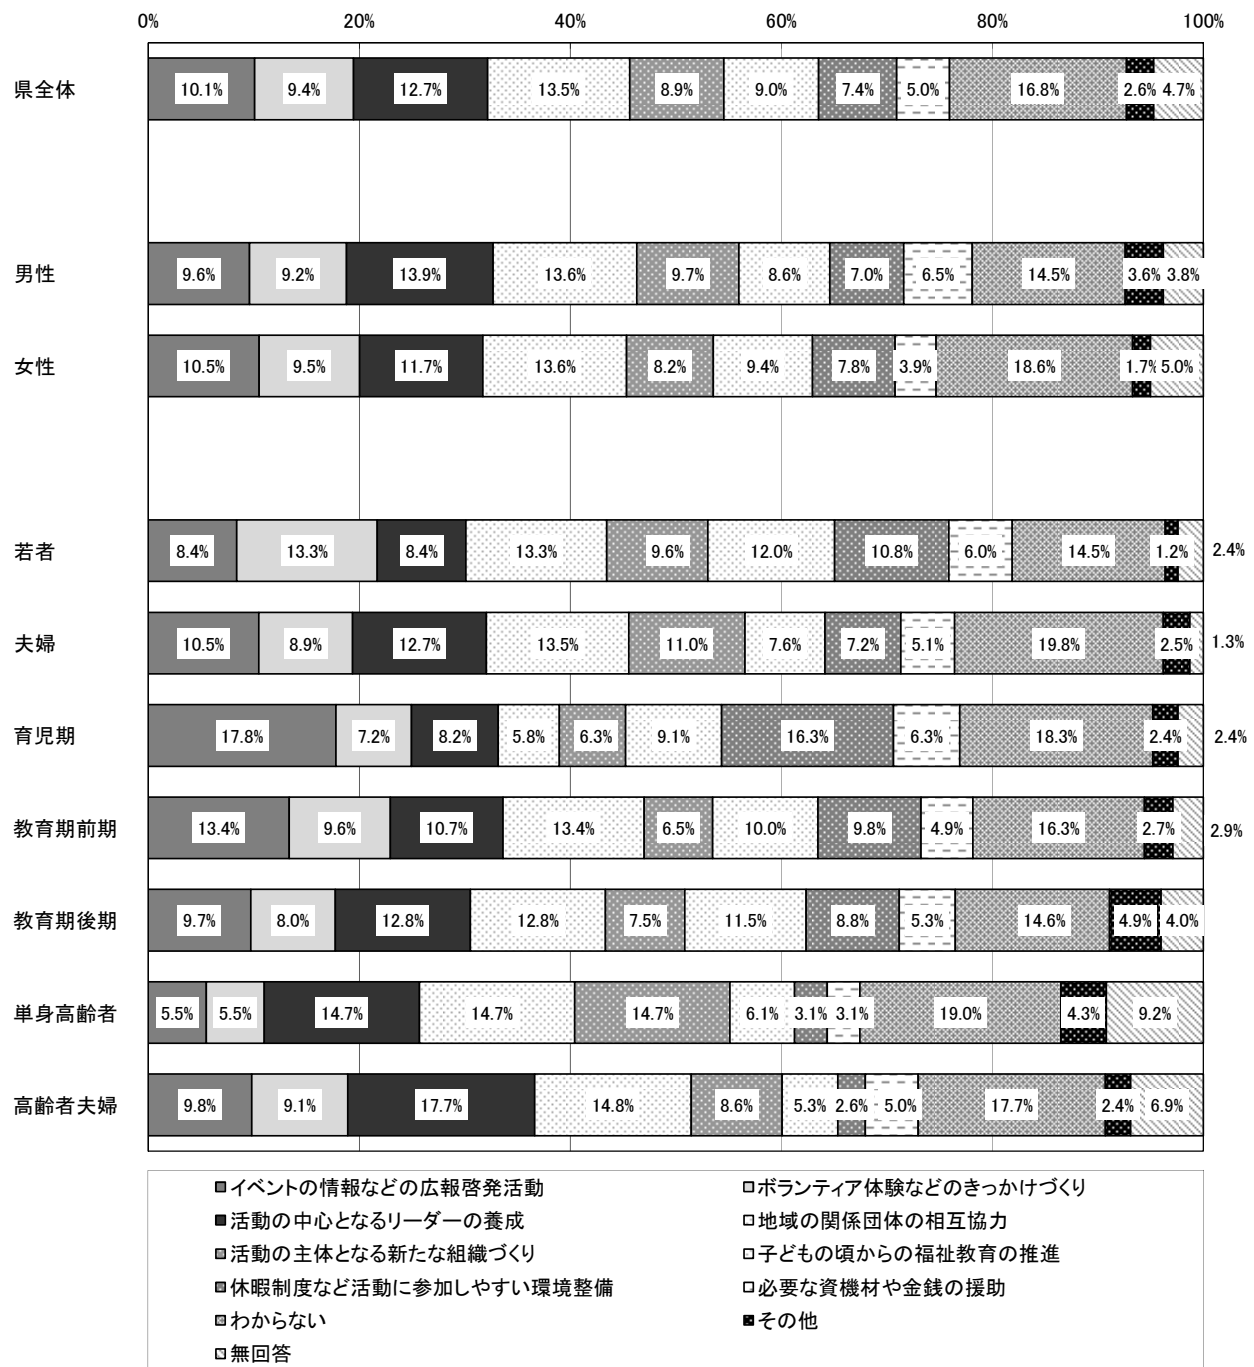 0% 20% 40% 60% 80% 100%
県全体 10.1% 9.4% 12.7% 13.5% 8.9% 9.0% 7.4% 5.0% 16.8% 2.6% 4.7%
男性 9.6% 9.2% 13.9% 13.6% 9.7% 8.6% 7.0% 6.5% 14.5% 3.6% 3.8%
女性 10.5% 9.5% 11.7% 13.6% 8.2% 9.4% 7.8% 3.9% 18.6% 1.7% 5.0%
若者 8.4% 13.3% 8.4% 13.3% 9.6% 12.0% 10.8% 6.0% 14.5% 1.2% 2.4%
夫婦 10.5% 8.9% 12.7% 13.5% 11.0% 7.6% 7.2% 5.1% 19.8% 2.5% 1.3%
育児期 17.8% 7.2% 8.2% 5.8% 6.3% 9.1% 16.3% 6.3% 18.3% 2.4% 2.4%
教育期前期 13.4% 9.6% 10.7% 13.4% 6.5% 10.0% 9.8% 4.9% 16.3% 2.7% 2.9%
教育期後期 9.7% 8.0% 12.8% 12.8% 7.5% 11.5% 8.8% 5.3% 14.6% 4.9% 4.0%
単身高齢者 5.5% 5.5% 14.7% 14.7% 14.7% 6.1% 3.1% 3.1% 19.0% 4.3% 9.2%
高齢者夫婦 9.8% 9.1% 17.7% 14.8% 8.6% 5.3% 2.6% 5.0% 17.7% 2.4% 6.9%
イベントの情報などの広報啓発活動 ボランティア体験などのきっかけづくり
活動の中心となるリーダーの養成 地域の関係団体の相互協力
活動の主体となる新たな組織づくり 子どもの頃からの福祉教育の推進
休暇制度など活動に参加しやすい環境整備 必要な資機材や金銭の援助
わからない その他
無回答